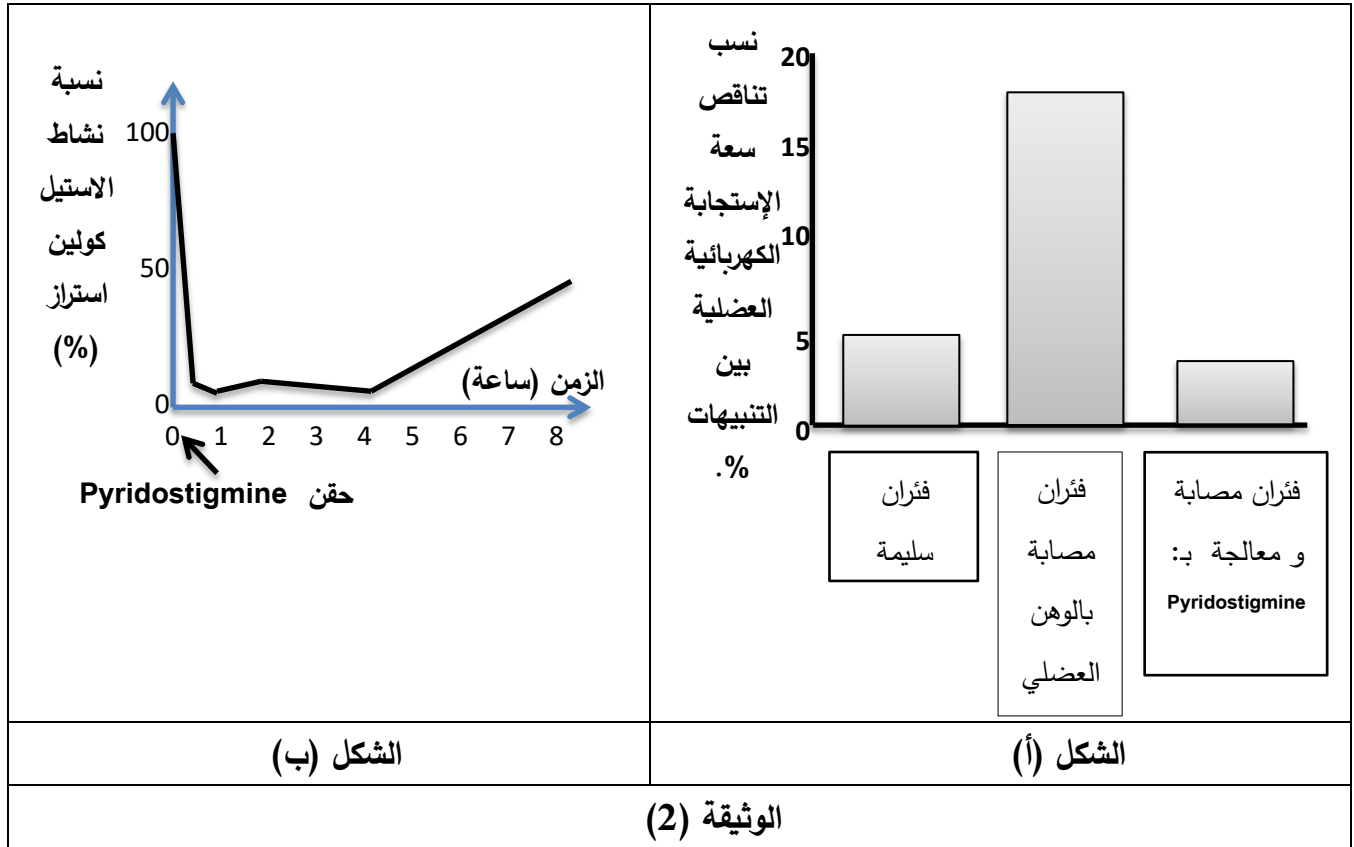 نسب
تناقص
سعة
الإستجابة
الكهربائية
العضلية
بين
التنبيهات
%.
20
15
10
5
0
فئران
سليمة
فئران
مصابة
بالوهن
العضلي
فئران مصابة
و معالجة بـ:
Pyridostigmine
نسبة
نشاط
الاستيل
كولين
استراز
(%)
100
50
0
الزمن (ساعة)
0 1 2 3 4 5 6 7 8
حقن Pyridostigmine
الشكل (أ)
الشكل (ب)
الوثيقة (2)